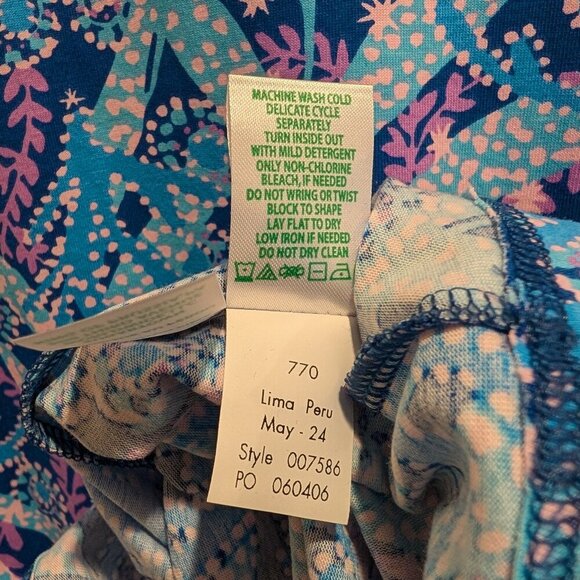 MACHINE WASH COLD
DELICATE CYCLE
SEPARATELY
TURN INSIDE OUT
WITH MILD DETERGENT
ONLY NON-CHLORINE
BLEACH, IF NEEDED
DO NOT WRING OR TWIST
BLOCK TO SHAPE
LAY FLAT TO DRY
LOW IRON IF NEEDED
DO NOT DRY CLEAN
770
Lima Peru
May - 24
Style 007586
PO 060406